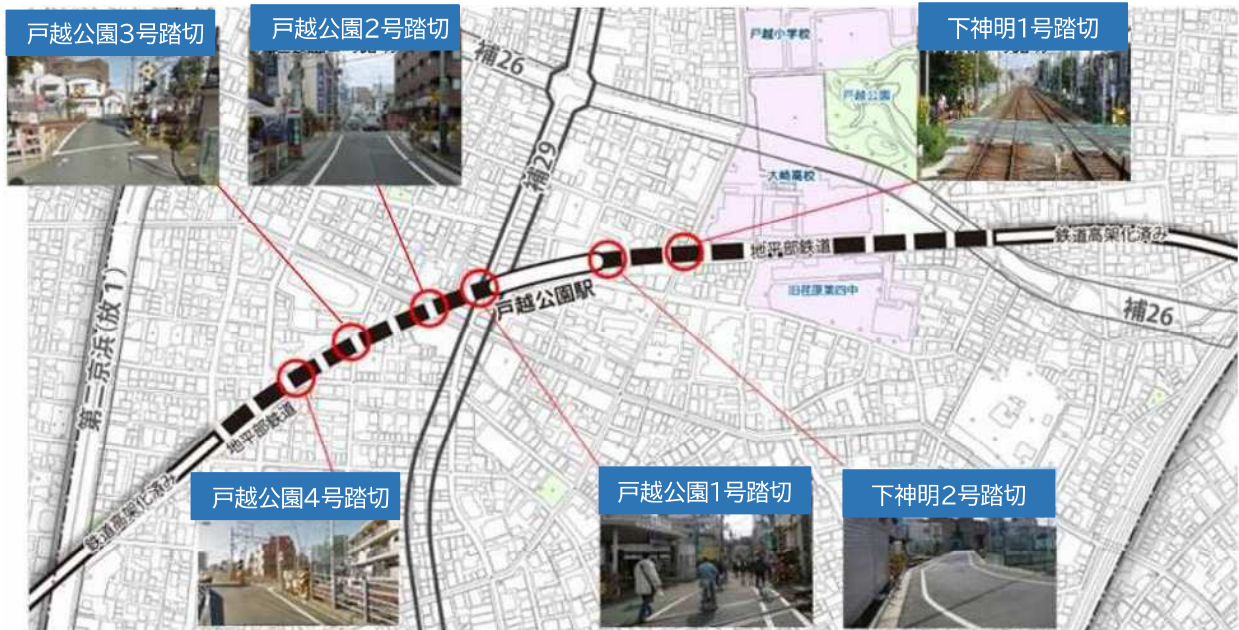 戸越公園3号踏切
戸越公園2号踏切
下神明1号踏切
戸越小学校
補26
戸越公園
補29
大崎高校
地平部鉄道
鉄道高架化済み
戸越公園駅
旧荏原第四中
補26
第二京浜(放1)
地平部鉄道
鉄道高架化済み
戸越公園4号踏切
戸越公園1号踏切
下神明2号踏切